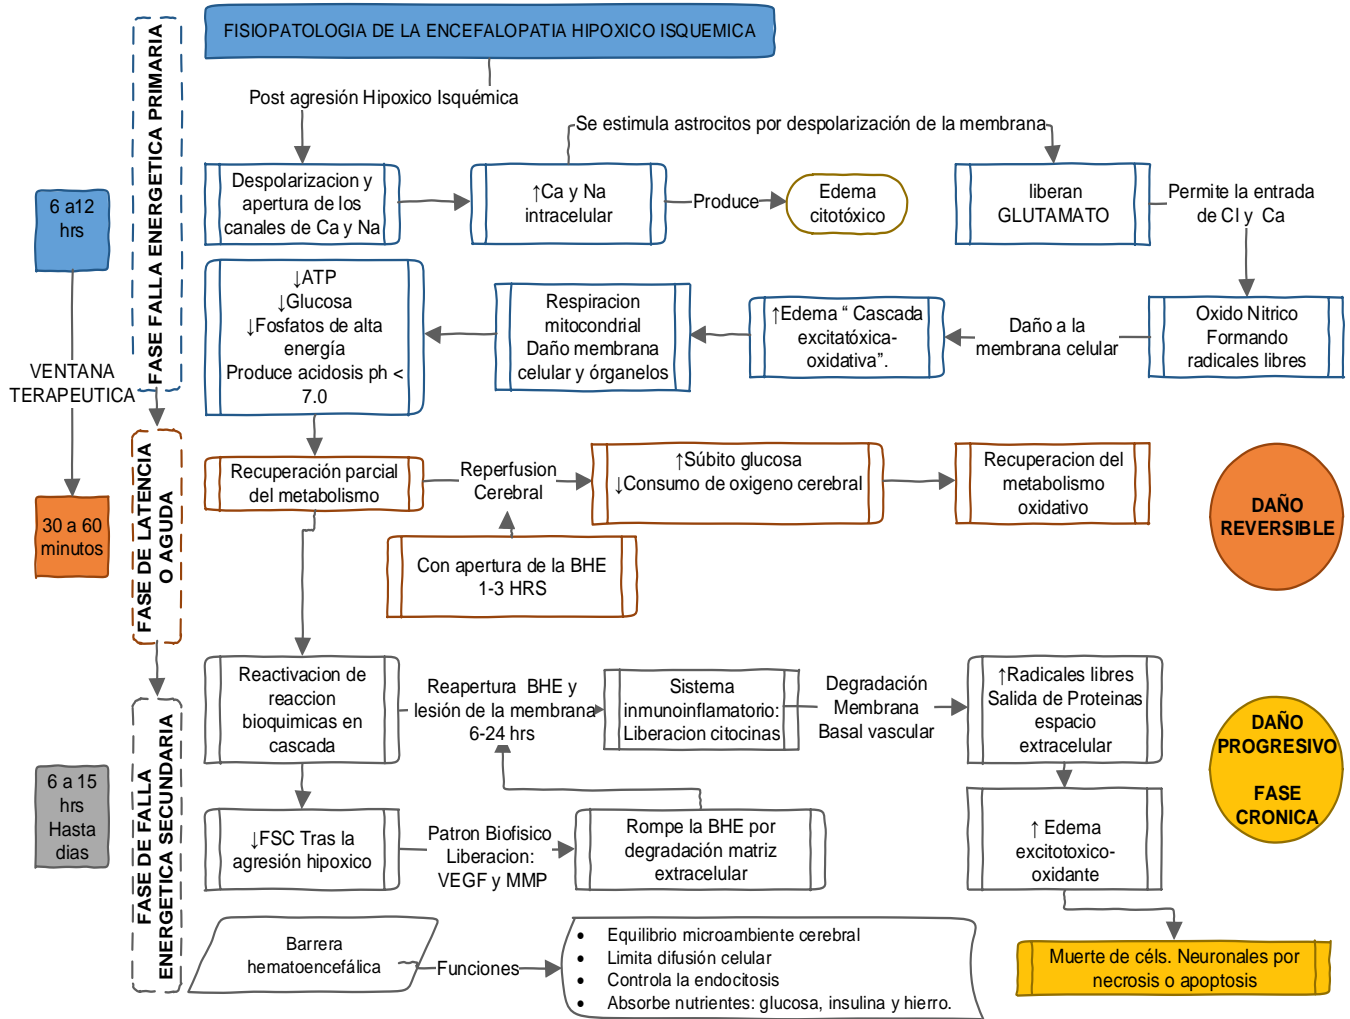 FISIOPATOLOGIA DE LA ENCEFALOPATIA HIPOXICO ISQUEMICA
FASE FALLA ENERGETICA PRIMARIA
Post agresión Hipoxico Isquémica
Se estimula astrocitos por despolarización de la membrana
6 a12
hrs
Despolarizacion y
apertura de los
canales de Ca y Na
↑Ca y Na
intracelular
Produce
Edema
citotóxico
liberan
GLUTAMATO
Permite la entrada
de Cl y Ca
↓ATP
↓Glucosa
↓Fosfatos de alta
energía
Produce acidosis ph <
7.0
Respiracion
mitocondrial
Daño membrana
celular y órganelos
↑Edema “ Cascada
excitatóxica-
oxidativa”.
Daño a la
membrana celular
Oxido Nitrico
Formando
radicales libres
VENTANA
TERAPEUTICA
FASE DE LATENCIA
O AGUDA
30 a 60
minutos
Recuperación parcial
del metabolismo
Reperfusion
Cerebral
↑Súbito glucosa
↓Consumo de oxigeno cerebral
Recuperacion del
metabolismo
oxidativo
DAÑO
REVERSIBLE
Con apertura de la BHE
1-3 HRS
FASE DE FALLA
ENERGETICA SECUNDARIA
6 a 15
hrs
Hasta
dias
Reactivacion de
reaccion
bioquimicas en
cascada
Reapertura BHE y
lesión de la membrana
6-24 hrs
Sistema
inmunoinflamatorio:
Liberacion citocinas
Degradación
Membrana
Basal vascular
↑Radicales libres
Salida de Proteinas
espacio
extracelular
DAÑO
PROGRESIVO
FASE
CRONICA
↓FSC Tras la
agresión hipoxico
Patron Biofisico
Liberacion:
VEGF y MMP
Rompe la BHE por
degradación matriz
extracelular
↑ Edema
excitotoxico-
oxidante
Barrera
hematoencefálica
Funciones
• Equilibrio microambiente cerebral
• Limita difusión celular
• Controla la endocitosis
• Absorbe nutrientes: glucosa, insulina y hierro.
Muerte de céls. Neuronales por
necrosis o apoptosis